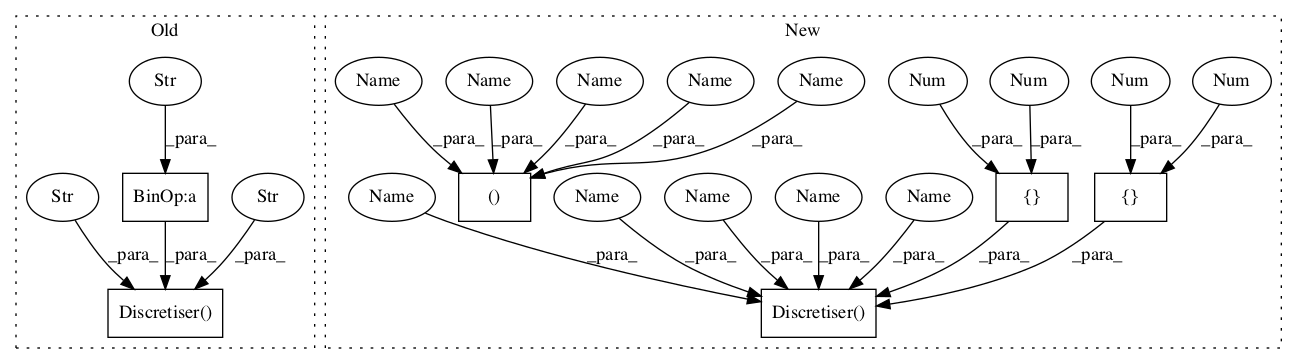 Old
New
Str
Name
Name
Name
Name
Name
Num
Num
Num
Num
_para_
_para_
_para_
_para_
_para_
_para_
_para_
_para_
_para_
_para_
Str
BinOp:a
Str
Name
()
Name
Name
Name
Name
{}
{}
_para_
_para_
_para_
_para_
_para_
_para_
_para_
_para_
_para_
_para_
Discretiser()
Discretiser()